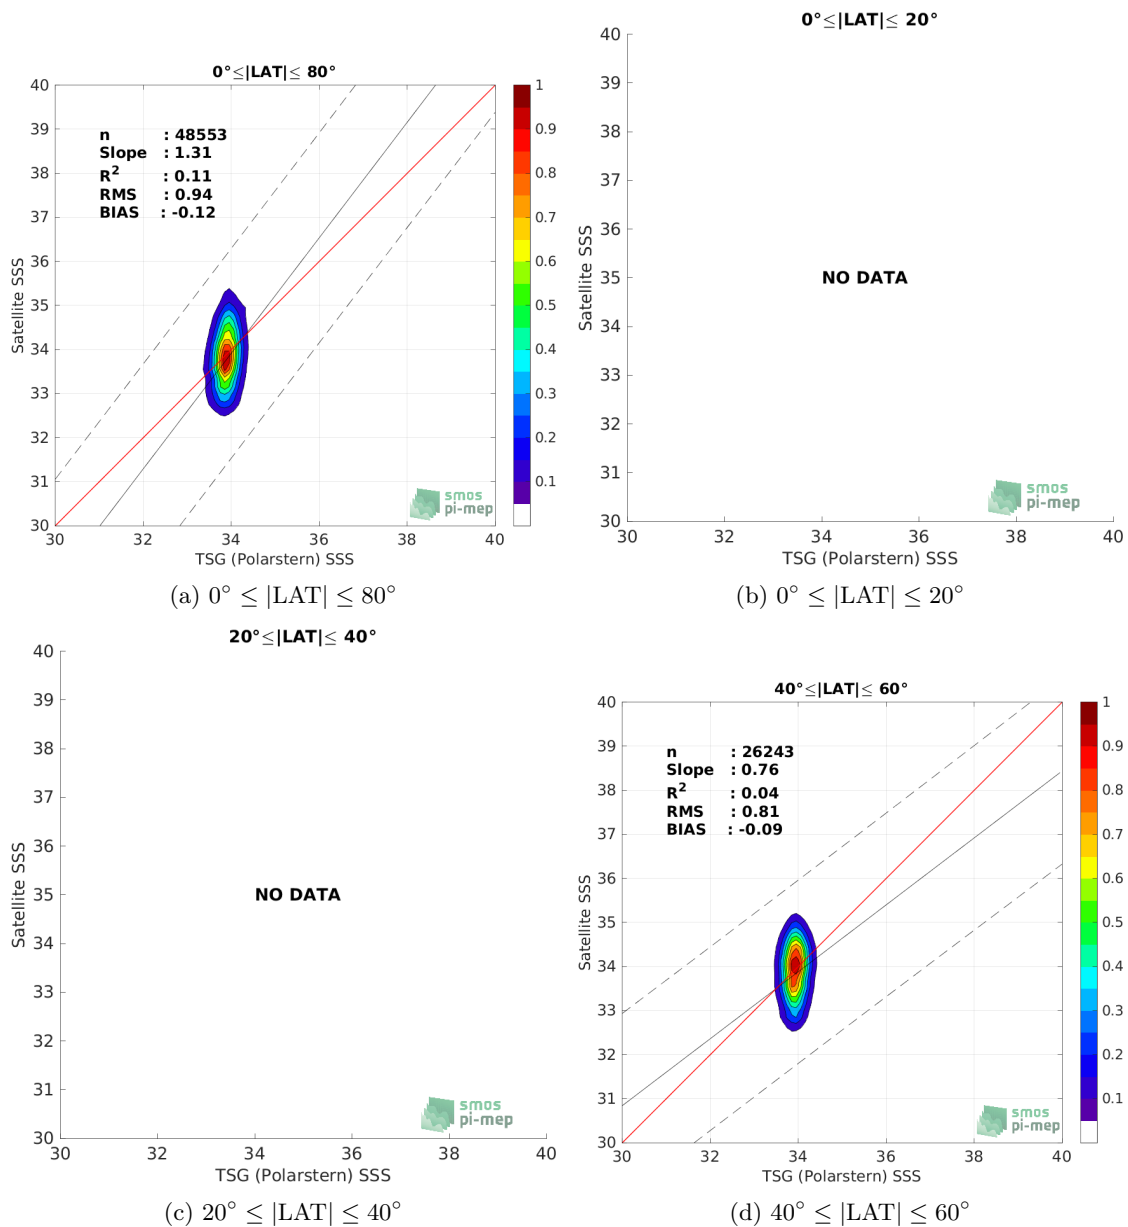 0°≤|LAT|≤ 80°
40
39
38
37
36
35
34
33
32
31
30
Satellite SSS
n : 48553
Slope : 1.31
R² : 0.11
RMS : 0.94
BIAS : -0.12
smos
pi-mep
30 32 34 36 38 40
TSG (Polarstern) SSS
1
0.9
0.8
0.7
0.6
0.5
0.4
0.3
0.2
0.1
(a) 0° ≤ |LAT| ≤ 80°
0°≤|LAT|≤ 20°
40
39
38
37
36
35
34
33
32
31
30
Satellite SSS
NO DATA
smos
pi-mep
30 32 34 36 38 40
TSG (Polarstern) SSS
(b) 0° ≤ |LAT| ≤ 20°
20°≤|LAT|≤ 40°
40
39
38
37
36
35
34
33
32
31
30
Satellite SSS
NO DATA
smos
pi-mep
30 32 34 36 38 40
TSG (Polarstern) SSS
(c) 20° ≤ |LAT| ≤ 40°
40°≤|LAT|≤ 60°
40
39
38
37
36
35
34
33
32
31
30
Satellite SSS
n : 26243
Slope : 0.76
R² : 0.04
RMS : 0.81
BIAS : -0.09
smos
pi-mep
30 32 34 36 38 40
TSG (Polarstern) SSS
1
0.9
0.8
0.7
0.6
0.5
0.4
0.3
0.2
0.1
(d) 40° ≤ |LAT| ≤ 60°